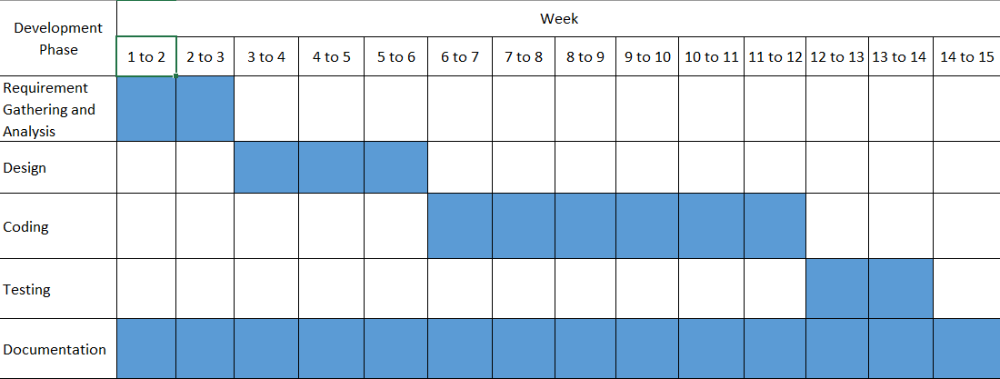 Development
Phase
Week
1 to 2 2 to 3 3 to 4 4 to 5 5 to 6 6 to 7 7 to 8 8 to 9 9 to 10 10 to 11 11 to 12 12 to 13 13 to 14 14 to 15
Requirement
Gathering and
Analysis
Design
Coding
Testing
Documentation